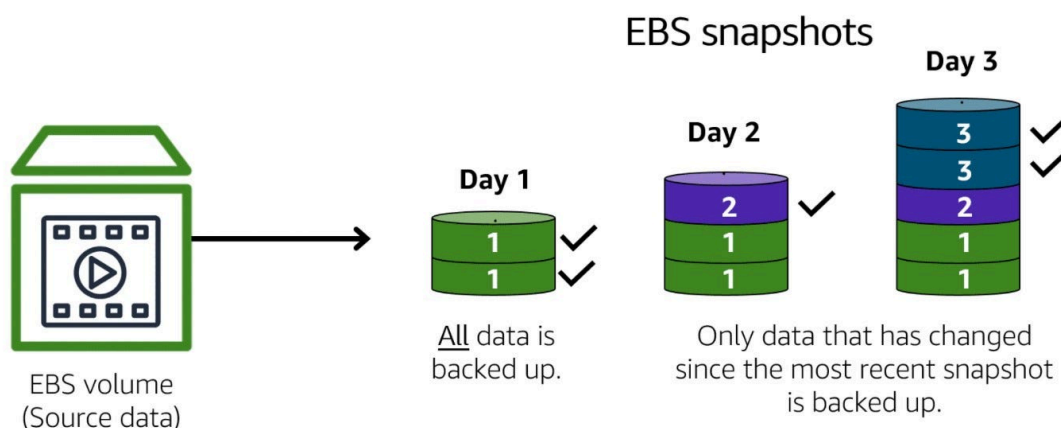 EBS snapshots
Day 1
Day 2
Day 3
1
1
2
1
1
3
3
2
1
1
EBS volume
(Source data)
All data is
backed up.
Only data that has changed
since the most recent snapshot
is backed up.